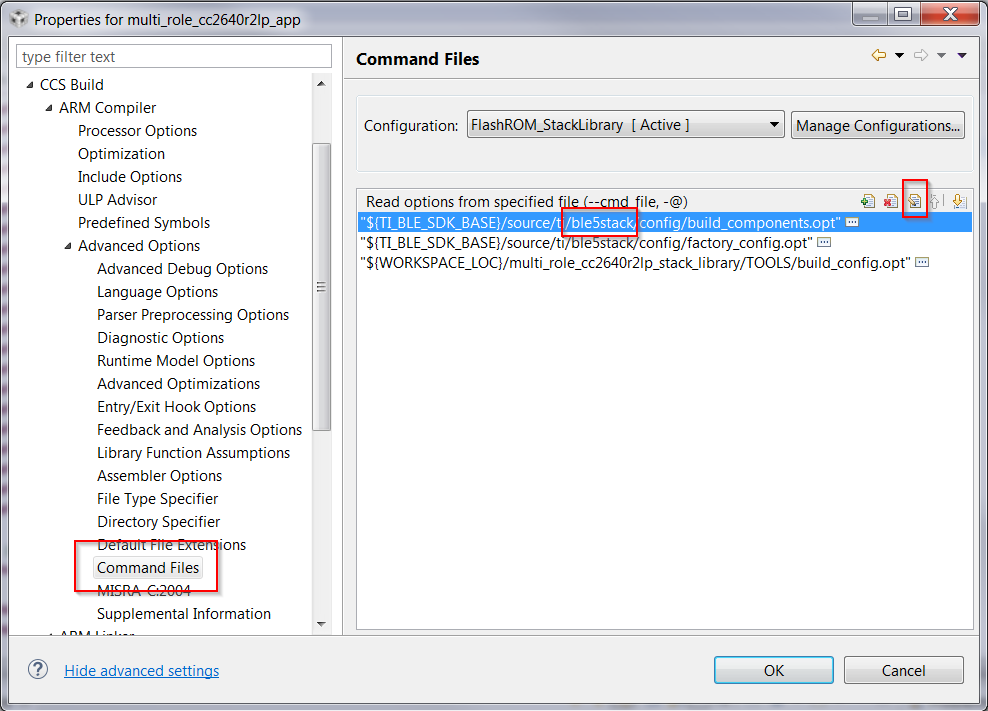 Properties for multi_role_cc2640r2lp_app
type filter text
CCS Build
ARM Compiler
Processor Options
Optimization
Include Options
ULP Advisor
Predefined Symbols
Advanced Options
Advanced Debug Options
Language Options
Parser Preprocessing Options
Diagnostic Options
Runtime Model Options
Advanced Optimizations
Entry/Exit Hook Options
Feedback and Analysis Options
Library Function Assumptions
Assembler Options
File Type Specifier
Directory Specifier
Default File Extensions
Command Files
MISRA-C:2004
Supplemental Information
ARM Linker
Command Files
Configuration: FlashROM_StackLibrary [ Active ] Manage Configurations...
Read options from specified file (--cmd_file, -@)
"${TI_BLE_SDK_BASE}/source/ti/ble5stack/config/build_components.opt"
"${TI_BLE_SDK_BASE}/source/ti/ble5stack/config/factory_config.opt"
"${WORKSPACE_LOC}/multi_role_cc2640r2lp_stack_library/TOOLS/build_config.opt"
? Hide advanced settings OK Cancel